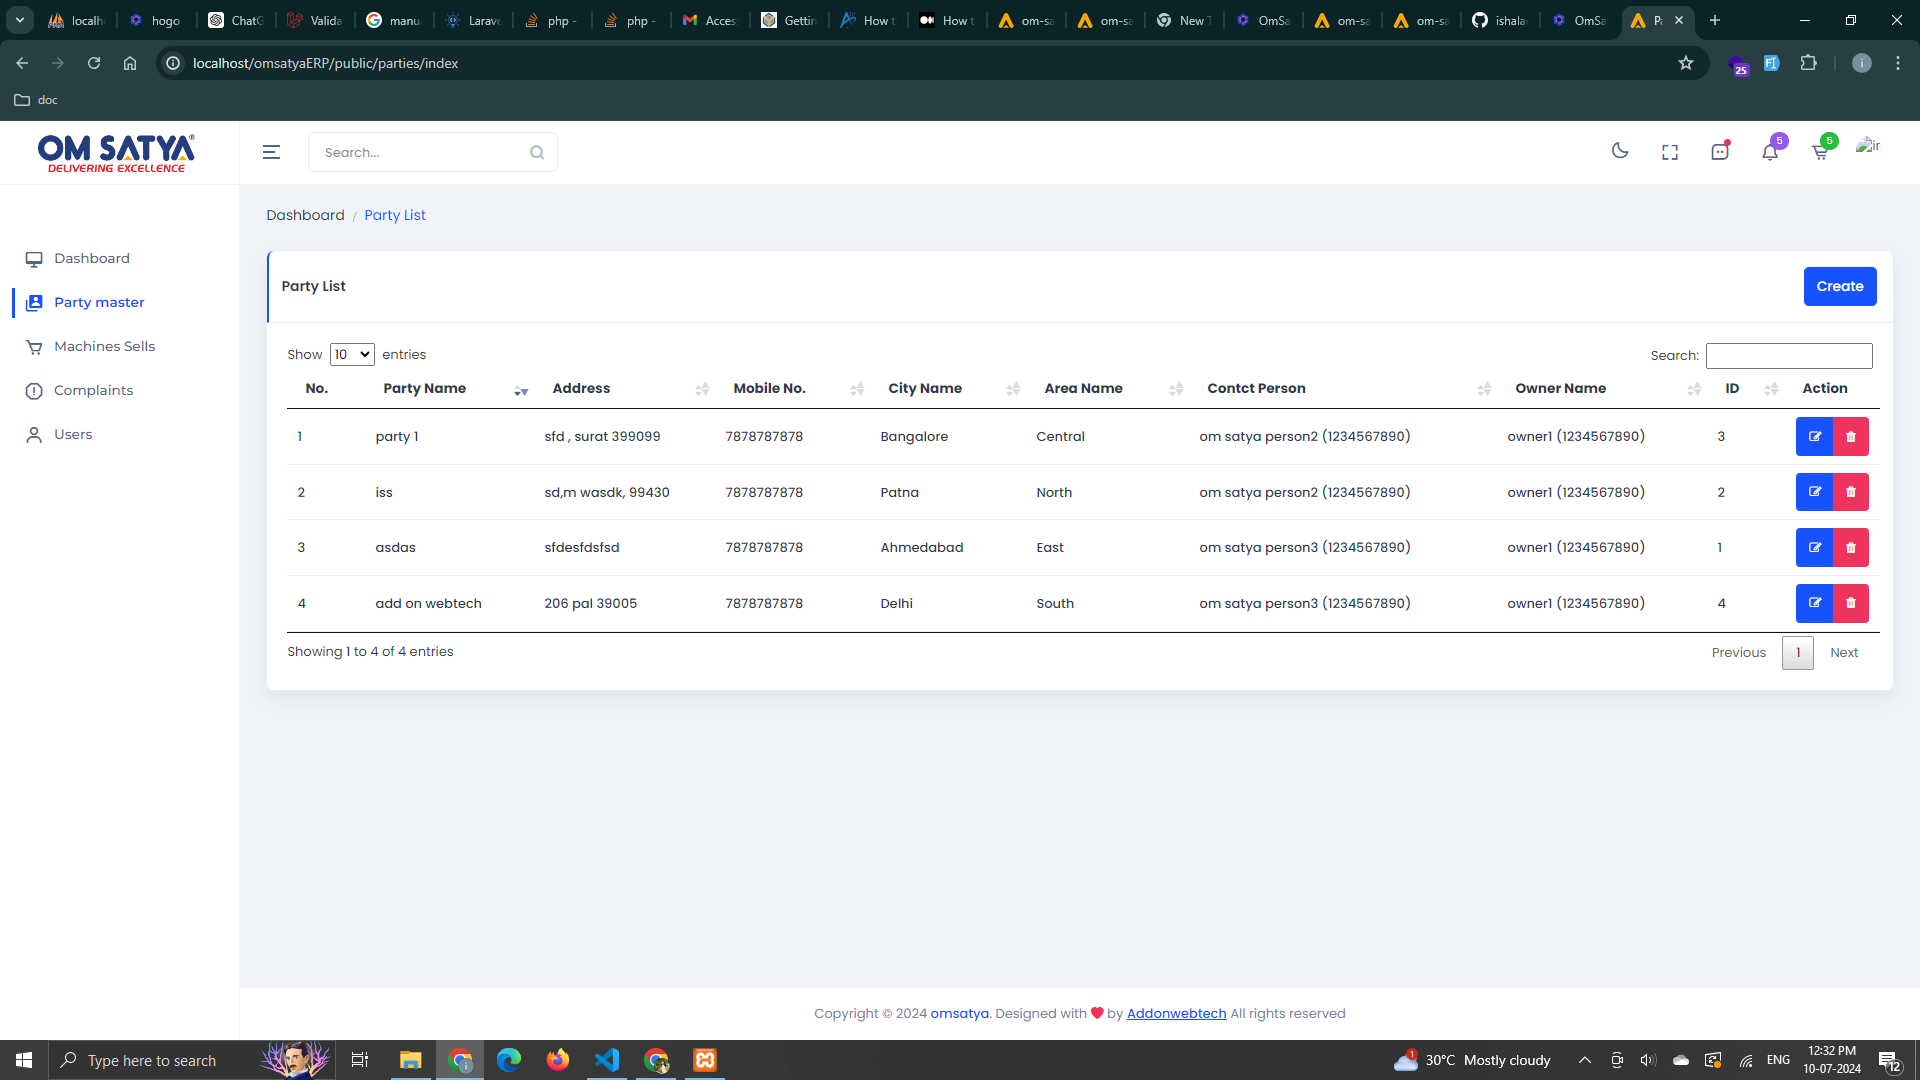 localh
hogo
ChatG
Valida
manu
Larave
php -
php -
Acces
Gettin
How t
How t
om-sa
om-sa
New T
OmSa
om-sa
om-sa
ishala
OmSa
Pa
localhost/omsatyaERP/public/parties/index
25
i
doc
OM SATYA®
DELIVERING EXCELLENCE
Search...
5
5
Dashboard / Party List
Dashboard
Party master
Machines Sells
Complaints
Users
Party List
Create
Show 10 entries
Search:
No. Party Name Address Mobile No. City Name Area Name Contct Person Owner Name ID Action
1 party 1 sfd , surat 399099 7878787878 Bangalore Central om satya person2 (1234567890) owner1 (1234567890) 3
2 iss sd,m wasdk, 99430 7878787878 Patna North om satya person2 (1234567890) owner1 (1234567890) 2
3 asdas sfdesfdsfsd 7878787878 Ahmedabad East om satya person3 (1234567890) owner1 (1234567890) 1
4 add on webtech 206 pal 39005 7878787878 Delhi South om satya person3 (1234567890) owner1 (1234567890) 4
Showing 1 to 4 of 4 entries
Previous 1 Next
Copyright © 2024 omsatya. Designed with ❤ by Addonwebtech All rights reserved
Type here to search
1
30°C Mostly cloudy
ENG
12:32 PM
10-07-2024
12